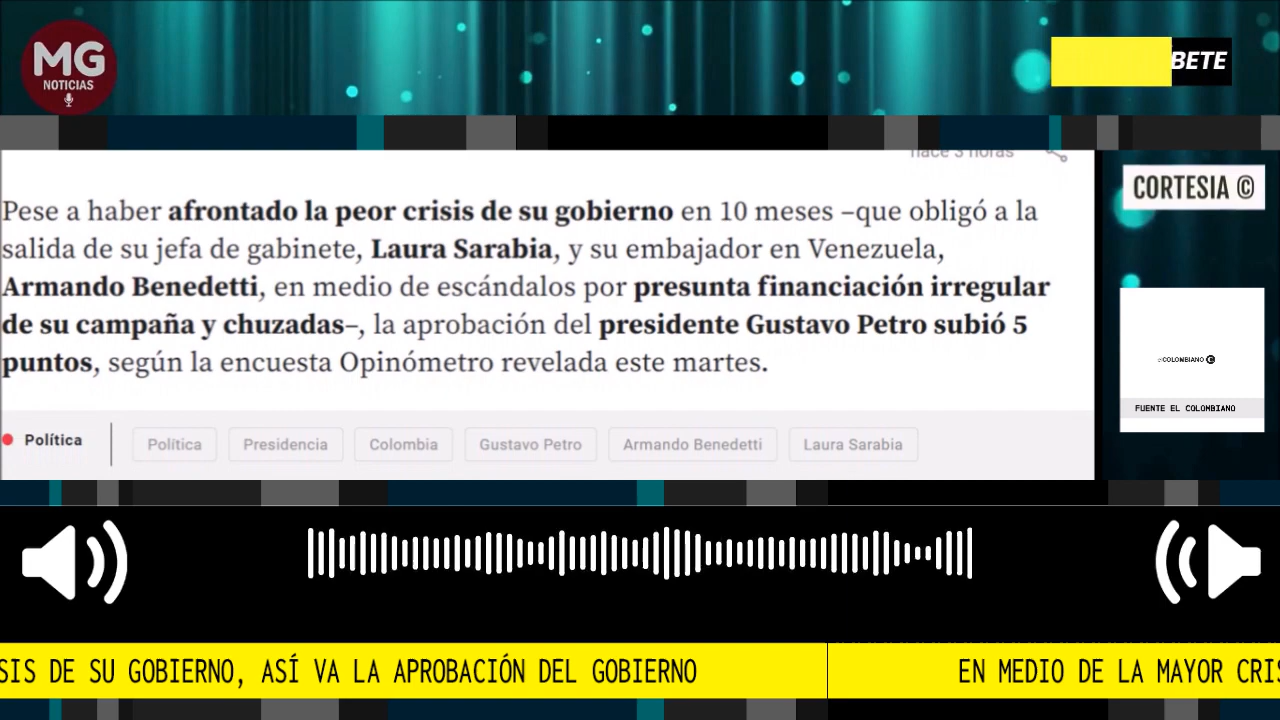 MG
NOTICIAS
BETE
hace 3 horas
CORTESIA ©
Pese a haber afrontado la peor crisis de su gobierno en 10 meses –que obligó a la
salida de su jefa de gabinete, Laura Sarabia, y su embajador en Venezuela,
Armando Benedetti, en medio de escándalos por presunta financiación irregular
de su campaña y chuzadas–, la aprobación del presidente Gustavo Petro subió 5
puntos, según la encuesta Opinómetro revelada este martes.
COLOMBIANO C
FUENTE EL COLOMBIANO
Política
Política
Presidencia
Colombia
Gustavo Petro
Armando Benedetti
Laura Sarabia
SIS DE SU GOBIERNO, ASÍ VA LA APROBACIÓN DEL GOBIERNO
EN MEDIO DE LA MAYOR CRIS